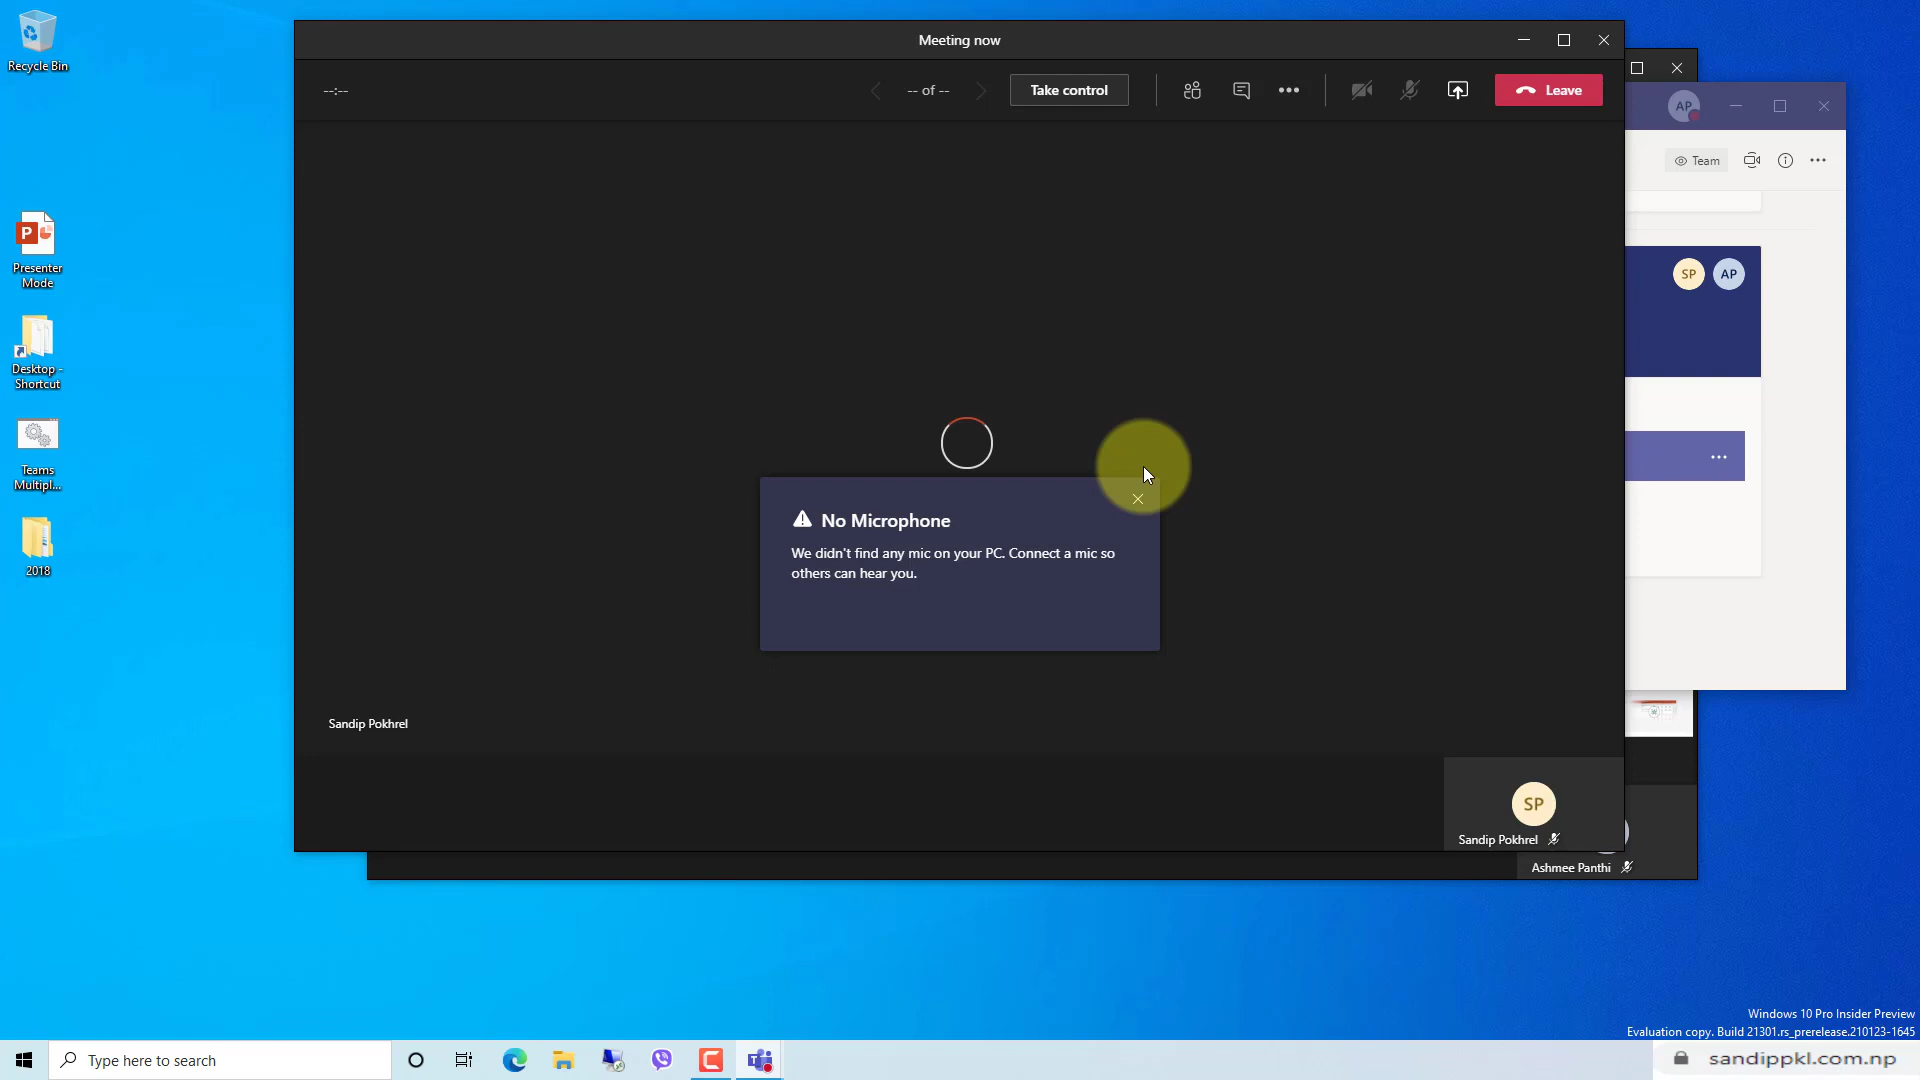 Recycle Bin
Presenter
Mode
Desktop -
Shortcut
Teams
Multipl...
2018
Meeting now
--:--
-- of --
Take control
Leave
AP
Team
SP
AP
No Microphone
We didn't find any mic on your PC. Connect a mic so
others can hear you.
Sandip Pokhrel
SP
Sandip Pokhrel
Ashmee Panthi
Windows 10 Pro Insider Preview
Evaluation copy. Build 21301.rs_prerelease.210123-1645
Type here to search
sandippkl.com.np